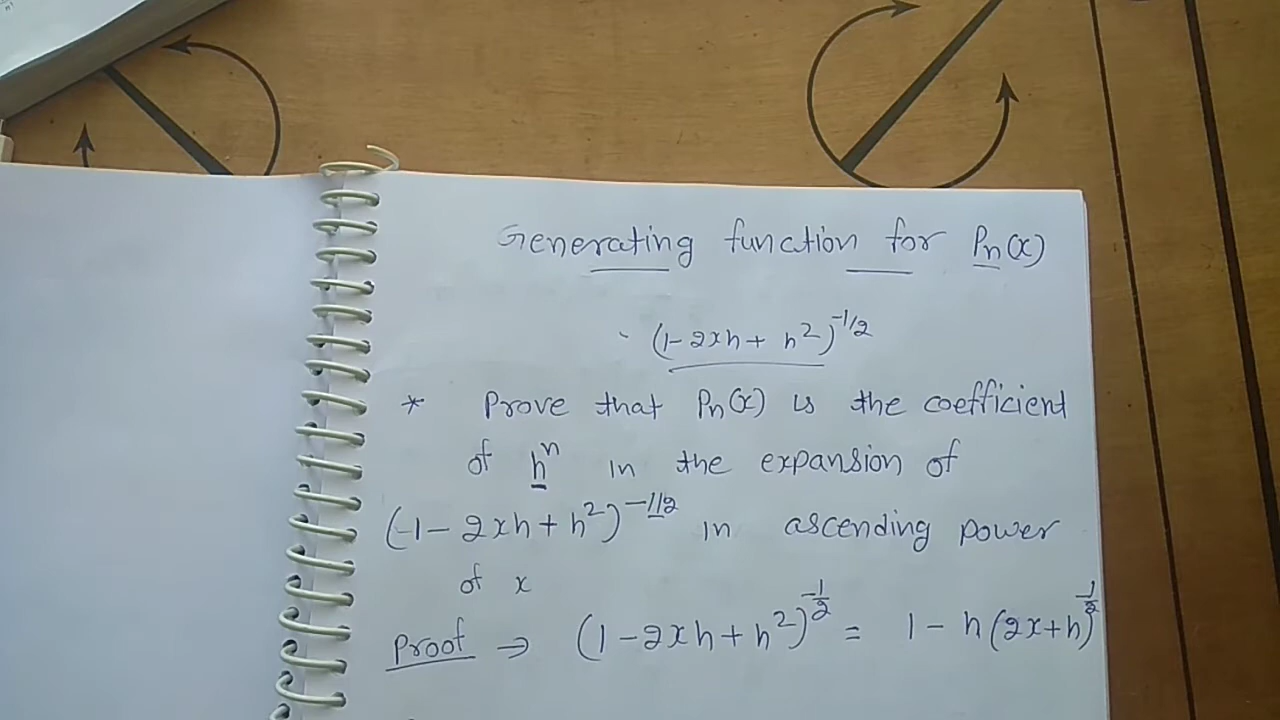 Generating function for Pn(x)
- (1-2xh+h²)^-1/2
* Prove that Pn(x) is the coefficient
of hⁿ in the expansion of
(-1-2xh+h²)^-1/2 in ascending power
of x
Proof → (1-2xh+h²)^-1/2 = 1-h(2x+h)^-1/2